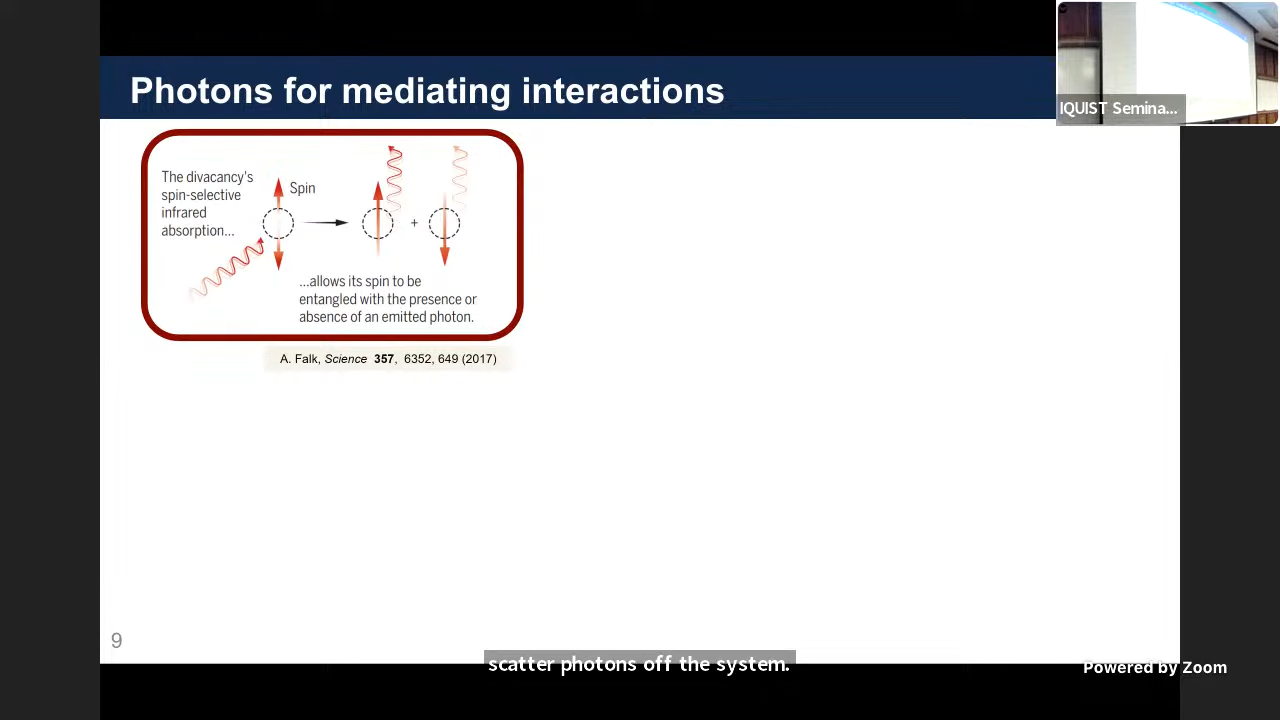 Photons for mediating interactions
IQUIST Semina...
The divacancy's
spin-selective
infrared
absorption...
Spin
+
...allows its spin to be
entangled with the presence or
absence of an emitted photon.
A. Falk, Science 357, 6352, 649 (2017)
9
scatter photons off the system.
Powered by Zoom